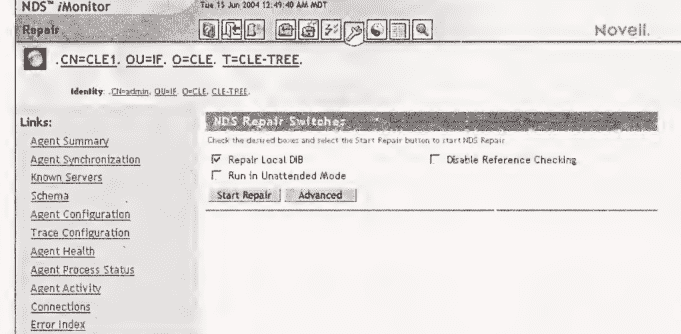 NDS™ iMonitor
Tue 15 Jun 2004 12:49:40 AM MDT
Repair
Novell.
.CN=CLE1. OU=IF. O=CLE. T=CLE-TREE.
Identity: .CN=admin. OU=IF. O=CLE. CLE-TREE.
Links:
Agent Summary
Agent Synchronization
Known Servers
Schema
Agent Configuration
Trace Configuration
Agent Health
Agent Process Status
Agent Activity
Connections
Error Index
NDS Repair Switches
Check the desired boxes and select the Start Repair button to start NDS Repair
Repair Local DIB
Disable Reference Checking
Run in Unattended Mode
Start Repair
Advanced